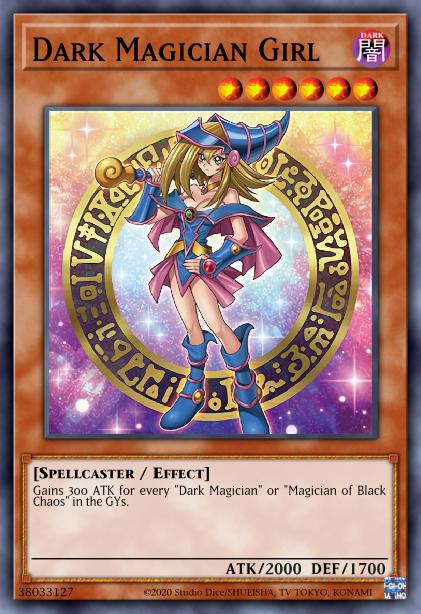 Dark Magician Girl
DARK
闇
[Spellcaster / Effect]
Gains 300 ATK for every "Dark Magician" or "Magician of Black
Chaos" in the GYs.
ATK/2000 DEF/1700
38033127
©2020 Studio Dice/SHUEISHA, TV TOKYO, KONAMI